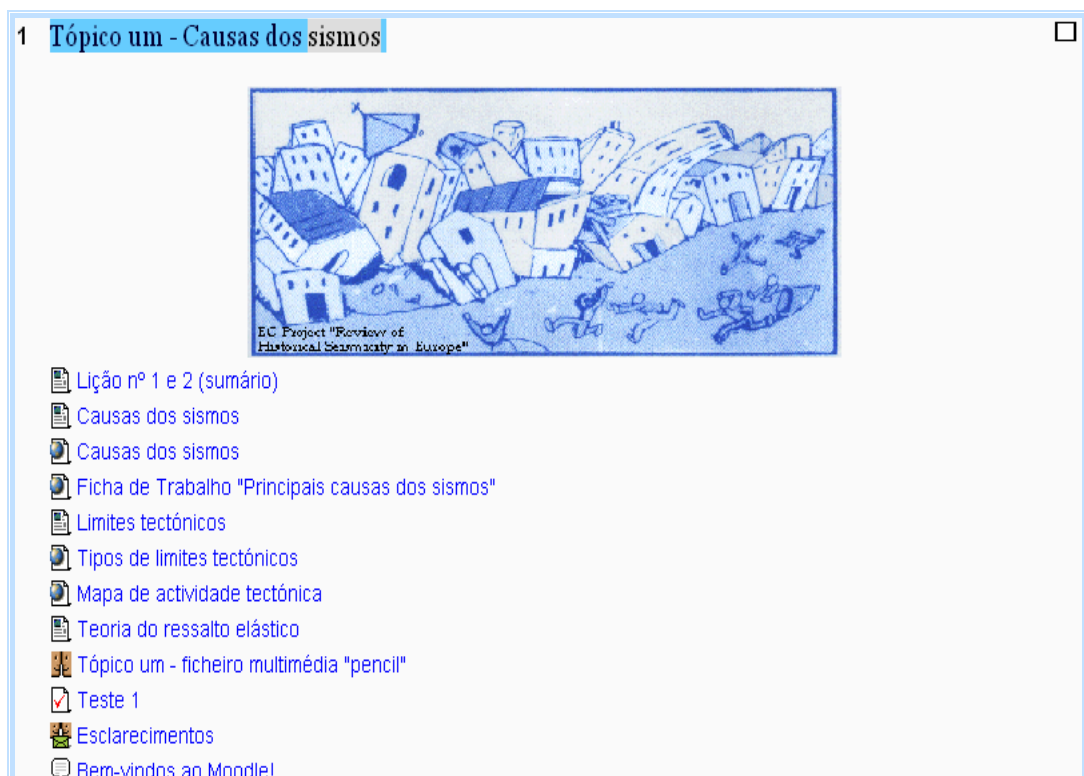 1 Tópico um - Causas dos sismos
EC Project "Review of
Historical Seismicity in Europe"
Lição nº 1 e 2 (sumário)
Causas dos sismos
Causas dos sismos
Ficha de Trabalho "Principais causas dos sismos"
Limites tectónicos
Tipos de limites tectónicos
Mapa de actividade tectónica
Teoria do ressalto elástico
Tópico um - ficheiro multimédia "pencil"
Teste 1
Esclarecimentos
Bem-vindos ao Moodle!